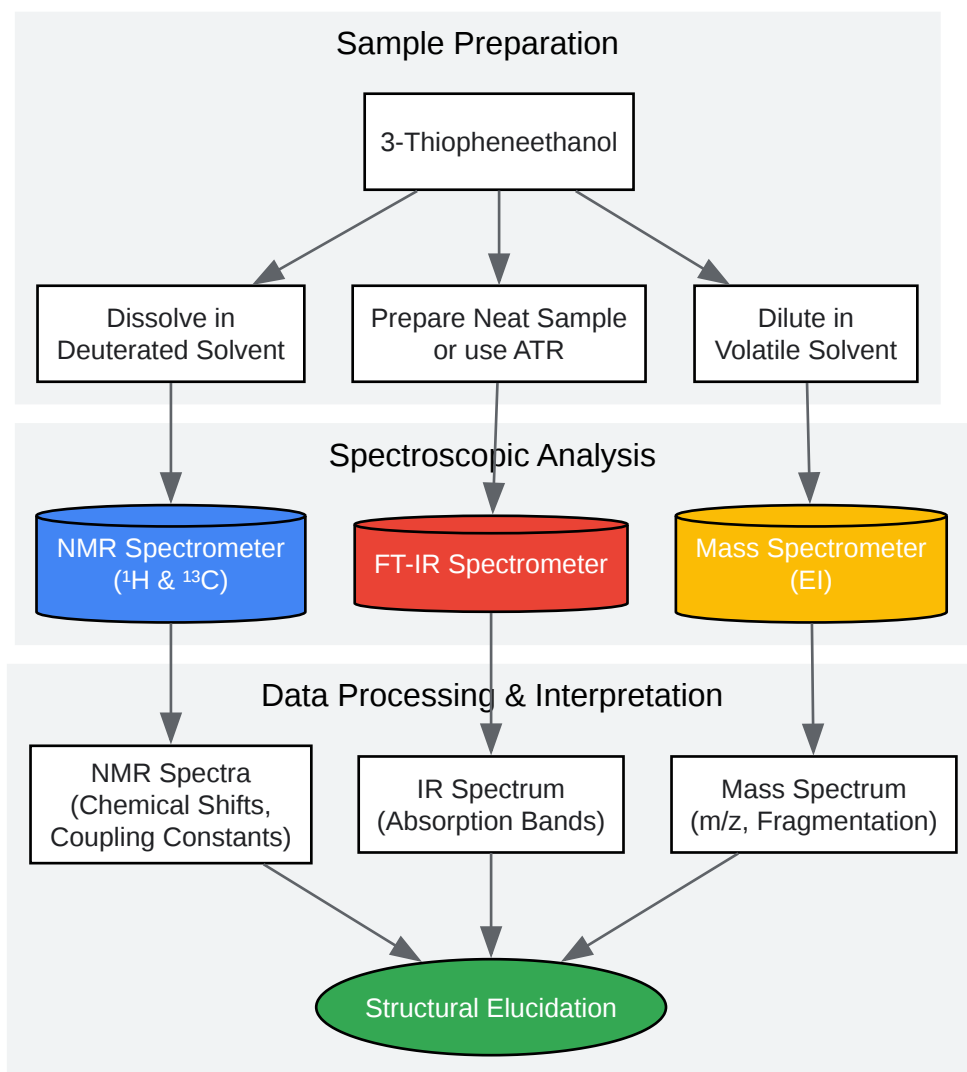 Sample Preparation
3-Thiopheneethanol
Dissolve in
Deuterated Solvent
Prepare Neat Sample
or use ATR
Dilute in
Volatile Solvent
Spectroscopic Analysis
NMR Spectrometer
(¹H & ¹³C)
FT-IR Spectrometer
Mass Spectrometer
(EI)
Data Processing & Interpretation
NMR Spectra
(Chemical Shifts,
Coupling Constants)
IR Spectrum
(Absorption Bands)
Mass Spectrum
(m/z, Fragmentation)
Structural Elucidation